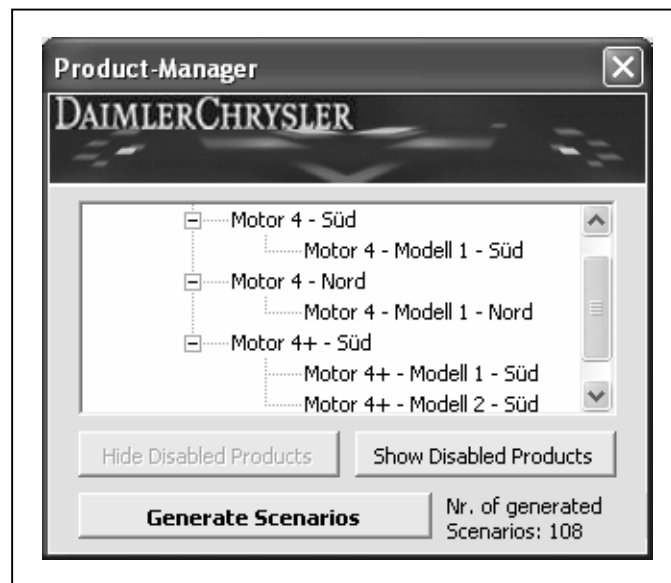 Product-Manager
DAIMLERCHRYSLER
Motor 4 - Süd
Motor 4 - Modell 1 - Süd
Motor 4 - Nord
Motor 4 - Modell 1 - Nord
Motor 4+ - Süd
Motor 4+ - Modell 1 - Süd
Motor 4+ - Modell 2 - Süd
Hide Disabled Products
Show Disabled Products
Generate Scenarios
Nr. of generated
Scenarios: 108